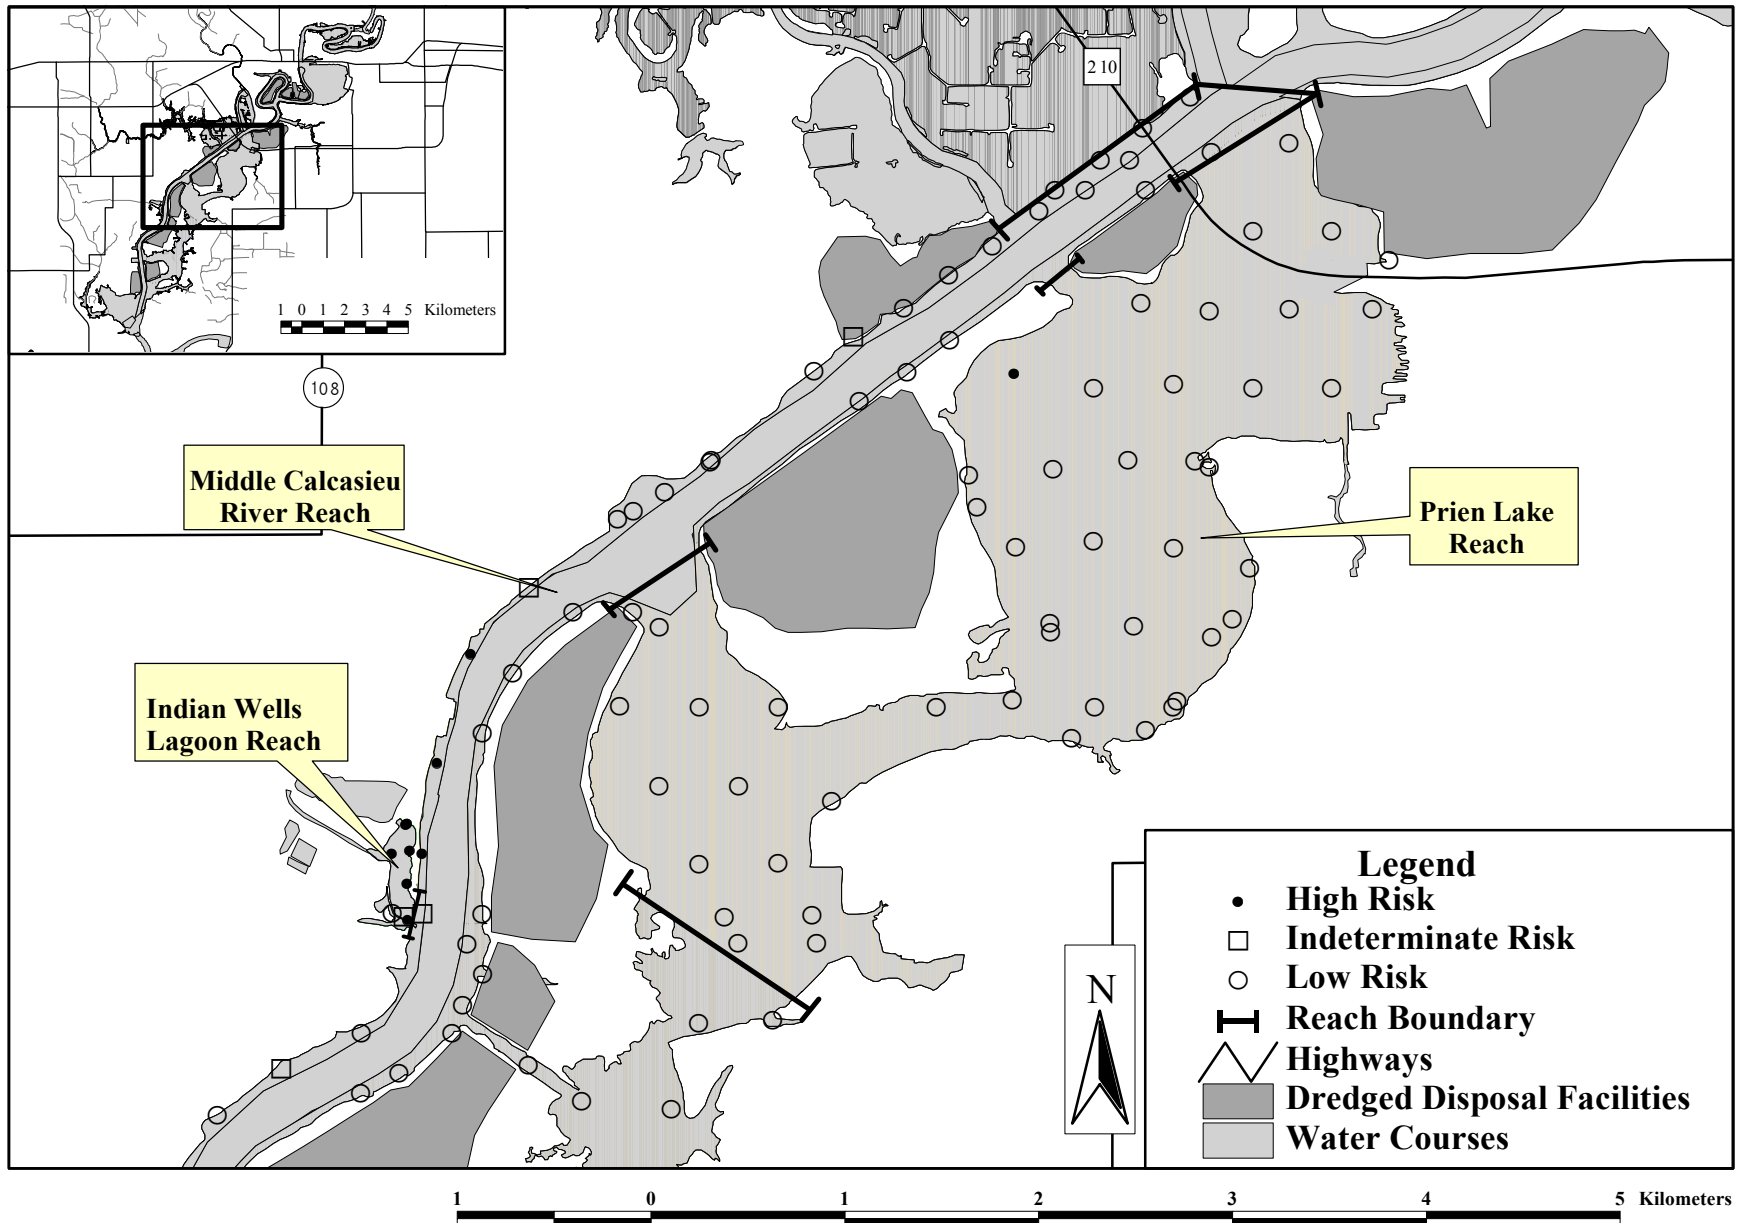 1 0 1 2 3 4 5 Kilometers
210
108
Middle Calcasieu
River Reach
Prien Lake
Reach
Indian Wells
Lagoon Reach
Legend
High Risk
Indeterminate Risk
Low Risk
Reach Boundary
Highways
Dredged Disposal Facilities
Water Courses
N
1 0 1 2 3 4 5 Kilometers